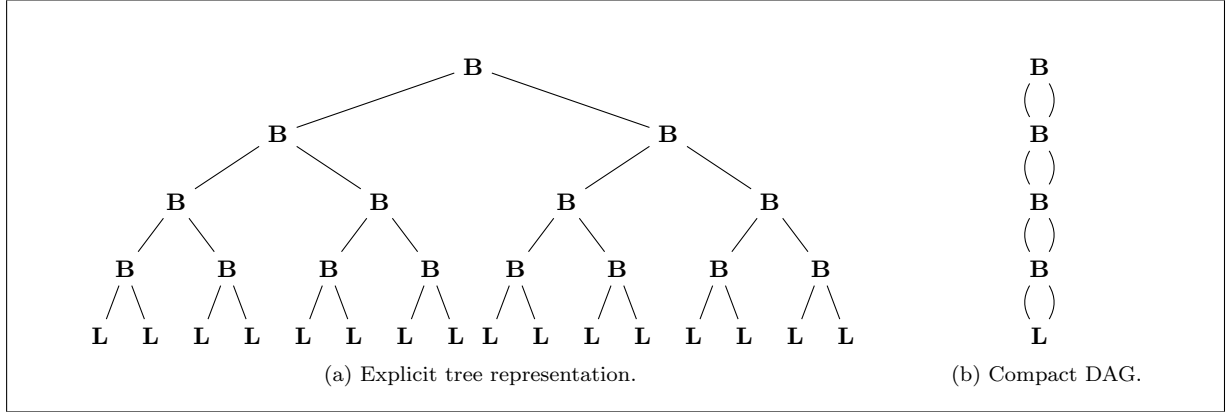 B B
B B B
B B B B B
B B B B B B B B B
L L L L L L L L L L L L L L L L L
(a) Explicit tree representation. (b) Compact DAG.